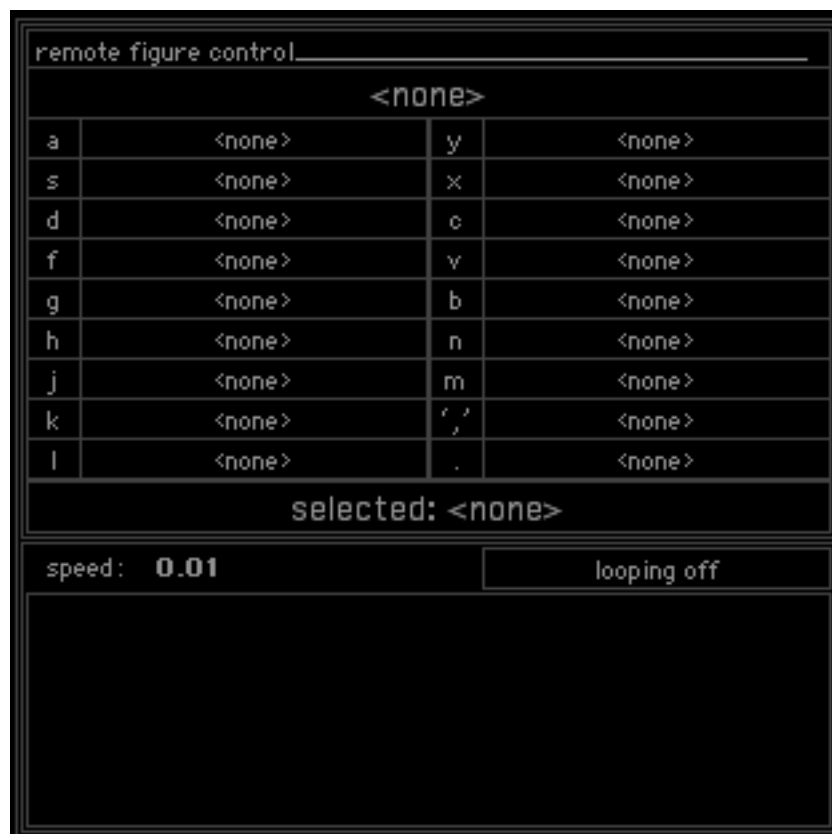 remote figure control
<none>
a <none> y <none>
s <none> x <none>
d <none> c <none>
f <none> v <none>
g <none> b <none>
h <none> n <none>
j <none> m <none>
k <none> ‘,’ <none>
l <none> . <none>
selected: <none>
speed: 0.01 looping off